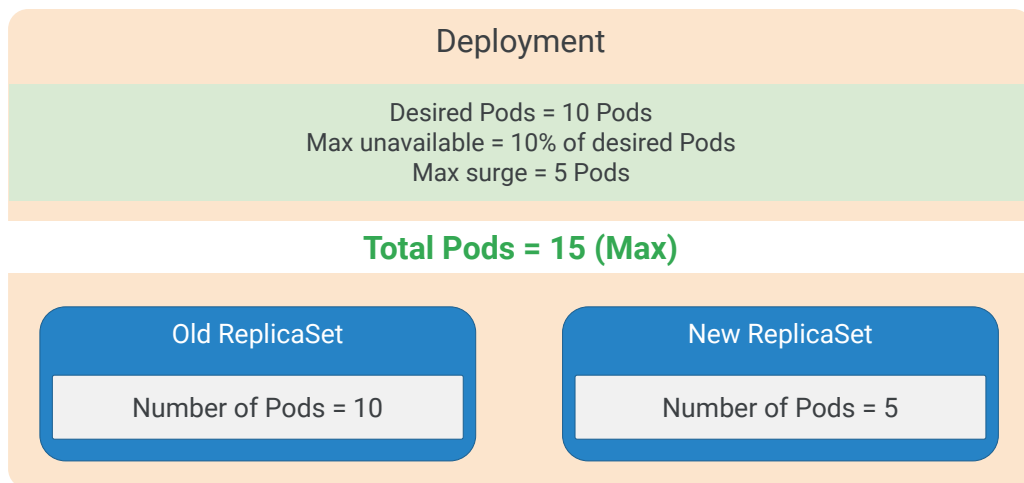 Deployment
Desired Pods = 10 Pods
Max unavailable = 10% of desired Pods
Max surge = 5 Pods
Total Pods = 15 (Max)
Old ReplicaSet
Number of Pods = 10
New ReplicaSet
Number of Pods = 5